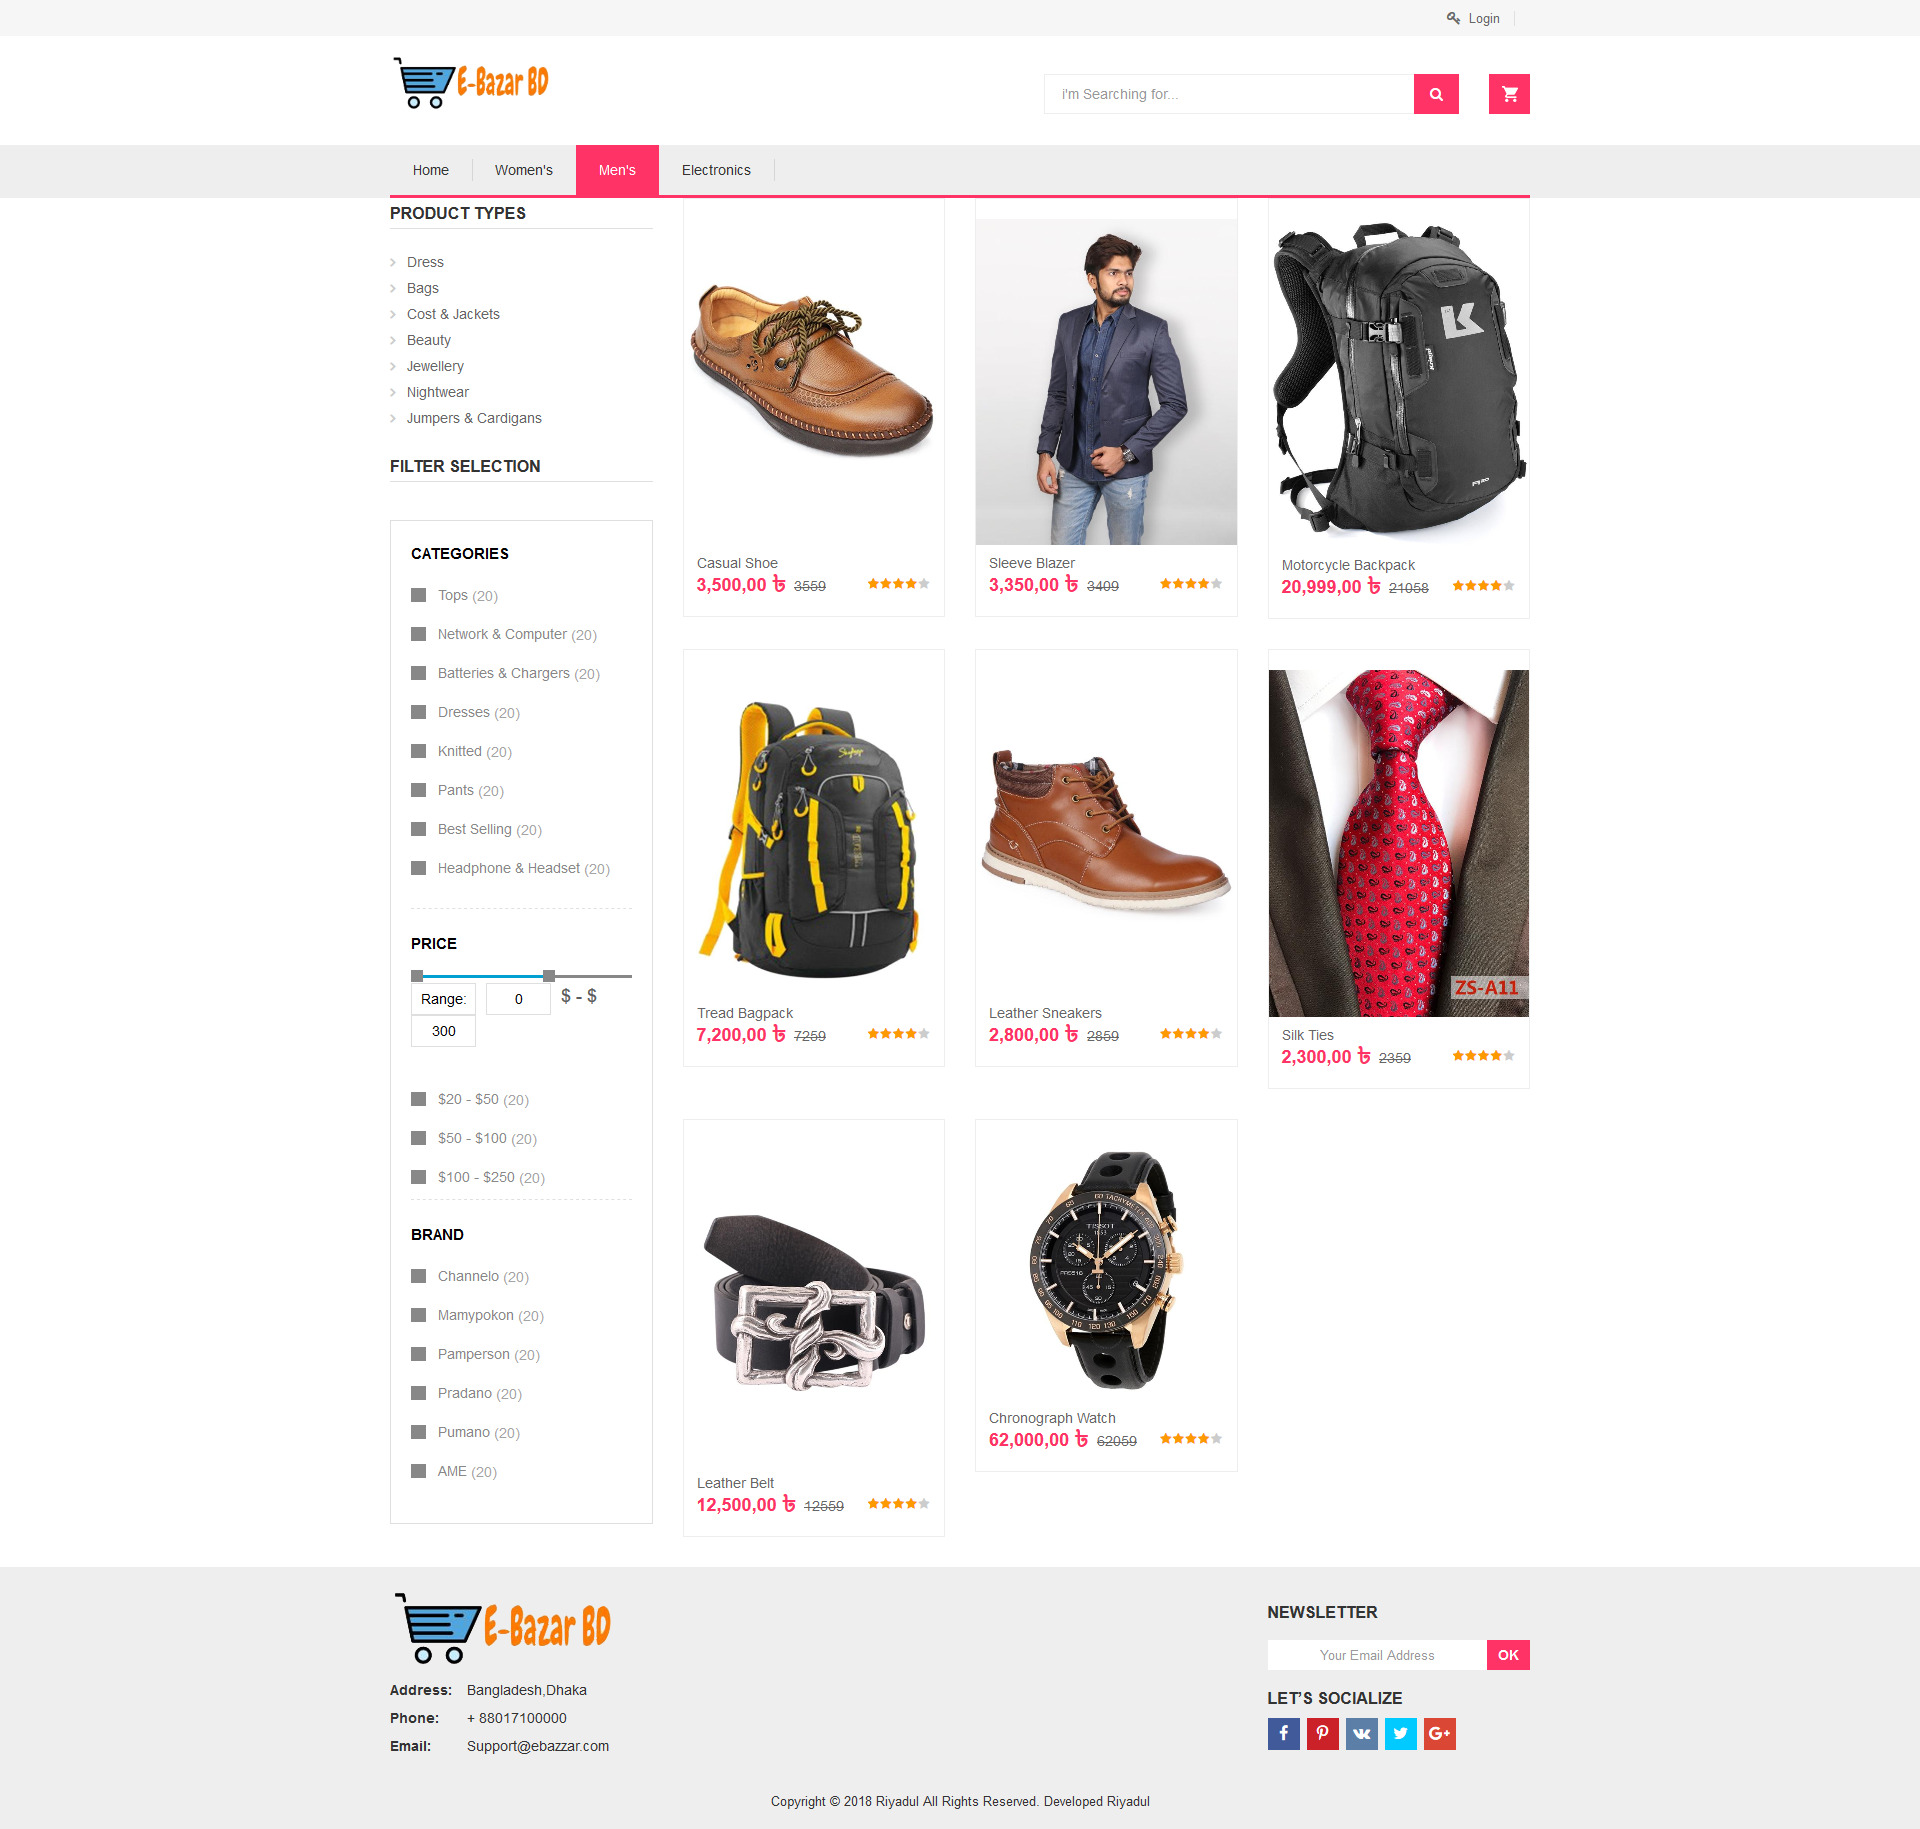 Login
E-Bazar BD
i'm Searching for...
Home
Women's
Men's
Electronics
PRODUCT TYPES
Dress
Bags
Cost & Jackets
Beauty
Jewellery
Nightwear
Jumpers & Cardigans
FILTER SELECTION
CATEGORIES
Tops (20)
Network & Computer (20)
Batteries & Chargers (20)
Dresses (20)
Knitted (20)
Pants (20)
Best Selling (20)
Headphone & Headset (20)
PRICE
Range: 0 $ - $
300
$20 - $50 (20)
$50 - $100 (20)
$100 - $250 (20)
BRAND
Channelo (20)
Mamypokon (20)
Pamperson (20)
Pradano (20)
Pumano (20)
AME (20)
Casual Shoe
3,500,00 ৳ 3559
Sleeve Blazer
3,350,00 ৳ 3409
Motorcycle Backpack
20,999,00 ৳ 21058
Tread Bagpack
7,200,00 ৳ 7259
Leather Sneakers
2,800,00 ৳ 2859
ZS-A11
Silk Ties
2,300,00 ৳ 2359
Leather Belt
12,500,00 ৳ 12559
TISSOT
Chronograph Watch
62,000,00 ৳ 62059
E-Bazar BD
Address: Bangladesh,Dhaka
Phone: + 88017100000
Email: Support@ebazzar.com
NEWSLETTER
Your Email Address
OK
LET'S SOCIALIZE
Copyright © 2018 Riyadul All Rights Reserved. Developed Riyadul